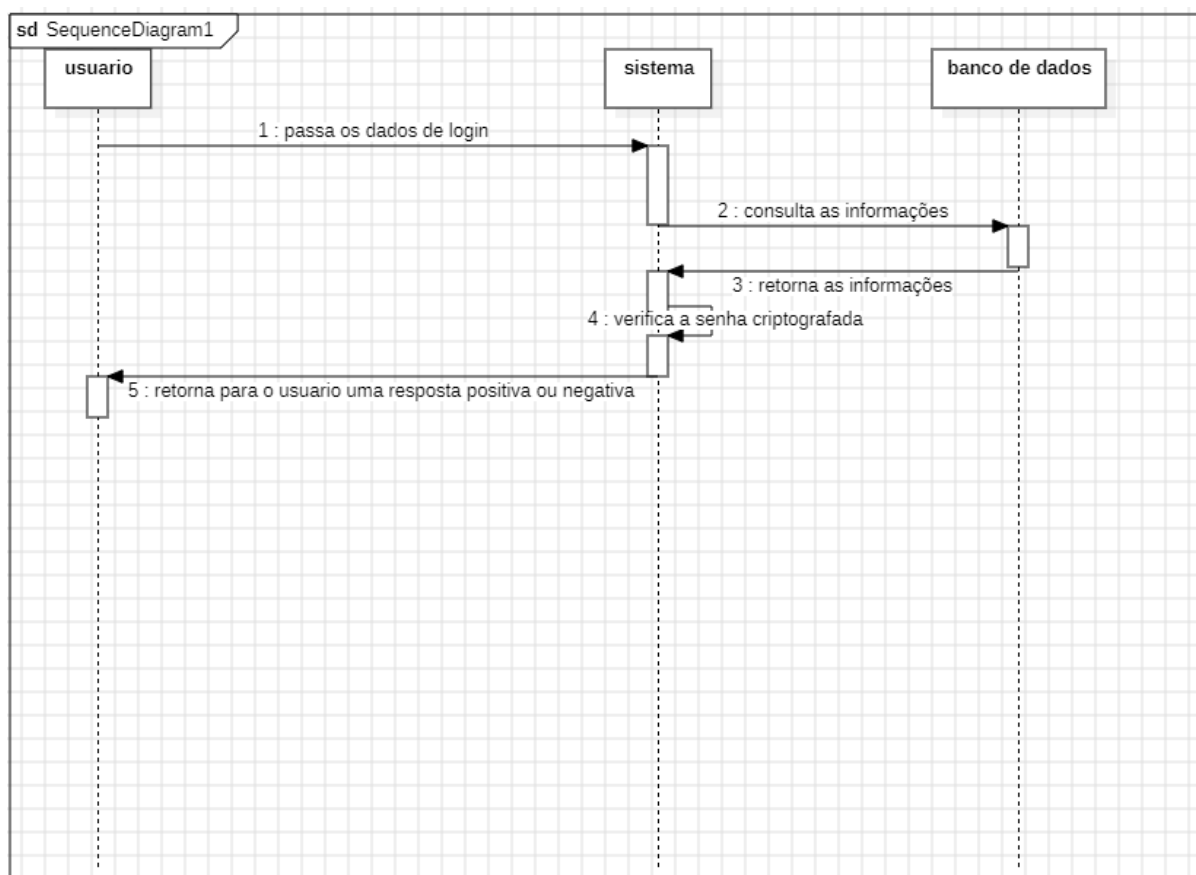 sd SequenceDiagram1
usuario
sistema
banco de dados
1 : passa os dados de login
2 : consulta as informações
3 : retorna as informações
4 : verifica a senha criptografada
5 : retorna para o usuario uma resposta positiva ou negativa